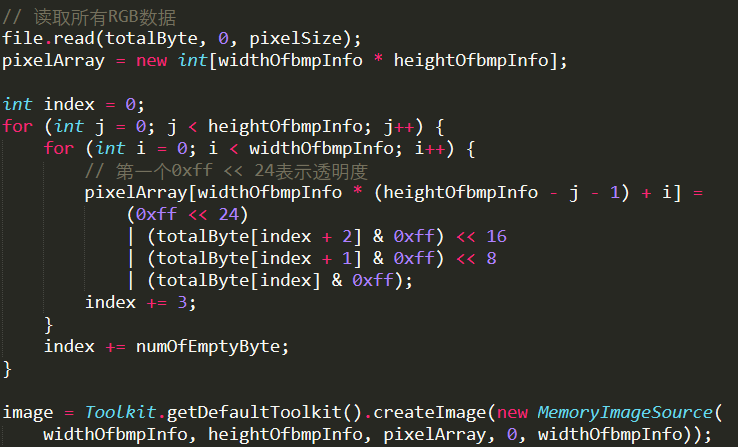 // 读取所有RGB数据
file.read(totalByte, 0, pixelSize);
pixelArray = new int[widthOfbmpInfo * heightOfbmpInfo];

int index = 0;
for (int j = 0; j < heightOfbmpInfo; j++) {
    for (int i = 0; i < widthOfbmpInfo; i++) {
        // 第一个0xff << 24表示透明度
        pixelArray[widthOfbmpInfo * (heightOfbmpInfo - j - 1) + i] =
            (0xff << 24)
            | (totalByte[index + 2] & 0xff) << 16
            | (totalByte[index + 1] & 0xff) << 8
            | (totalByte[index] & 0xff);
        index += 3;
    }
    index += numOfEmptyByte;
}

image = Toolkit.getDefaultToolkit().createImage(new MemoryImageSource(
    widthOfbmpInfo, heightOfbmpInfo, pixelArray, 0, widthOfbmpInfo));